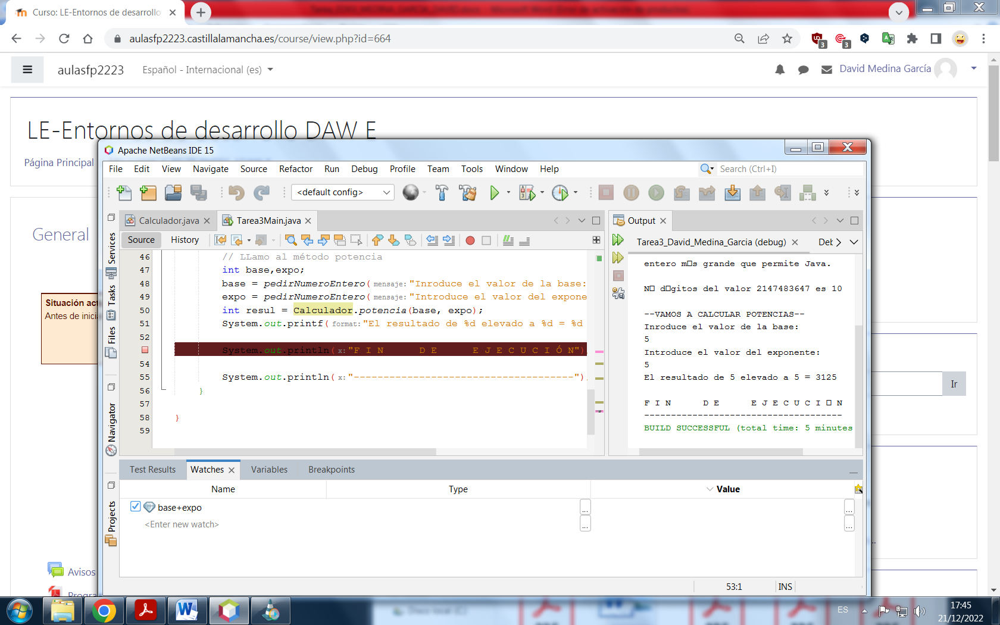 Curso: LE-Entornos de desarrollo
aulasfp2223.castillalamancha.es/course/view.php?id=664
3
3
aulasfp2223
Español - Internacional (es)
David Medina García
LE-Entornos de desarrollo DAW E
Página Principal
General
Situación act
Antes de inicia
Avisos
Progra
Ir
Apache NetBeans IDE 15
File Edit View Navigate Source Refactor Run Debug Profile Team Tools Window Help
Search (Ctrl+I)
<default config>
Services
Tasks
Files
Navigator
Projects
Calculador.java
Tarea3Main.java
Source History
46 // LLamo al método potencia
47 int base,expo;
48 base = pedirNumeroEntero( mensaje: "Inroduce el valor de la base:
49 expo = pedirNumeroEntero( mensaje: "Introduce el valor del expone
50 int resul = Calculador.potencia(base, expo);
51 System.out.printf( format: "El resultado de %d elevado a %d = %d
52
System.out.println( x: "F I N D E E J E C U C I Ó N")
54
55 System.out.println( x: "-------------------------------------")
56 }
57
58 }
59
Output
Tarea3_David_Medina_Garcia (debug) Det
entero m□s grande que permite Java.
N□ d□gitos del valor 2147483647 es 10
--VAMOS A CALCULAR POTENCIAS--
Inroduce el valor de la base:
5
Introduce el valor del exponente:
5
El resultado de 5 elevado a 5 = 3125
F I N D E E J E C U C I □ N
-------------------------------------
BUILD SUCCESSFUL (total time: 5 minutes
Test Results Watches Variables Breakpoints
Name Type Value
base+expo
...
...
<Enter new watch>
...
...
53:1 INS
ES
17:45
21/12/2022